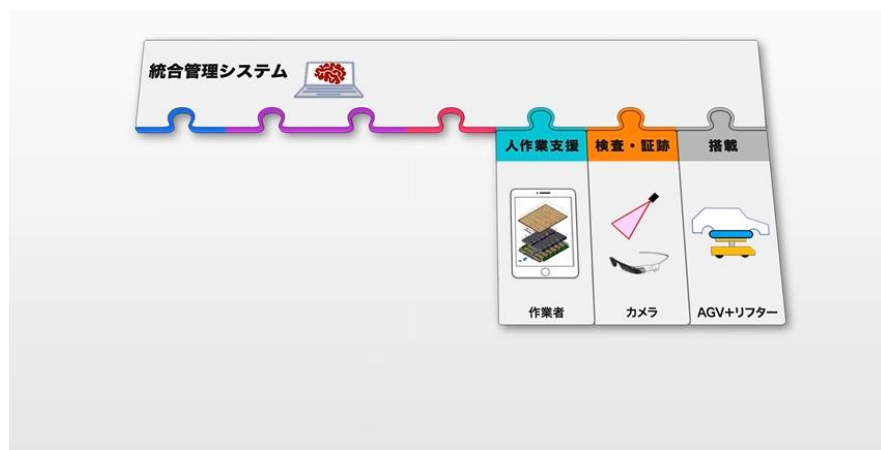 統合管理システム
人作業支援
検査・証跡
搭載
作業者
カメラ
AGV+リフター